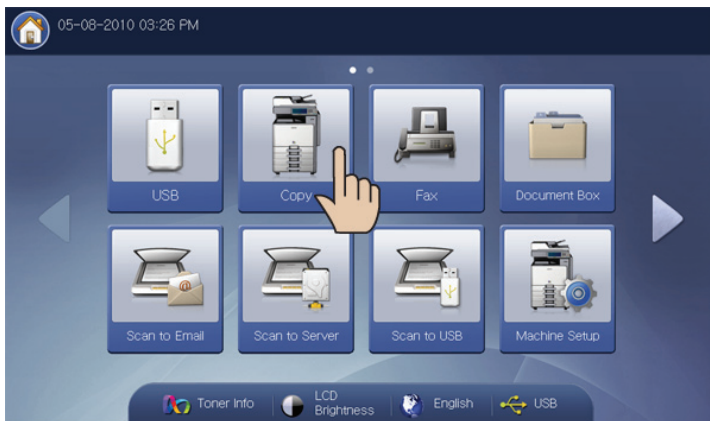 05-08-2010 03:26 PM
USB
Copy
Fax
Document Box
Scan to Email
Scan to Server
Scan to USB
Machine Setup
Toner Info
LCD
Brightness
English
USB